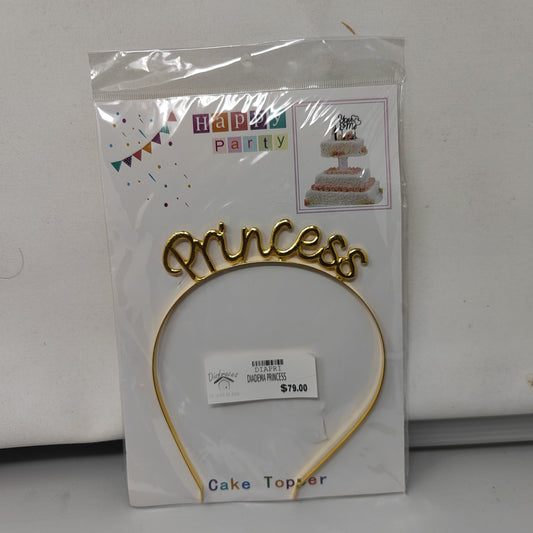 Happy
Party
Princess
DIAPRI
DIADEMA PRINCESS
$79.00
Cake Topper